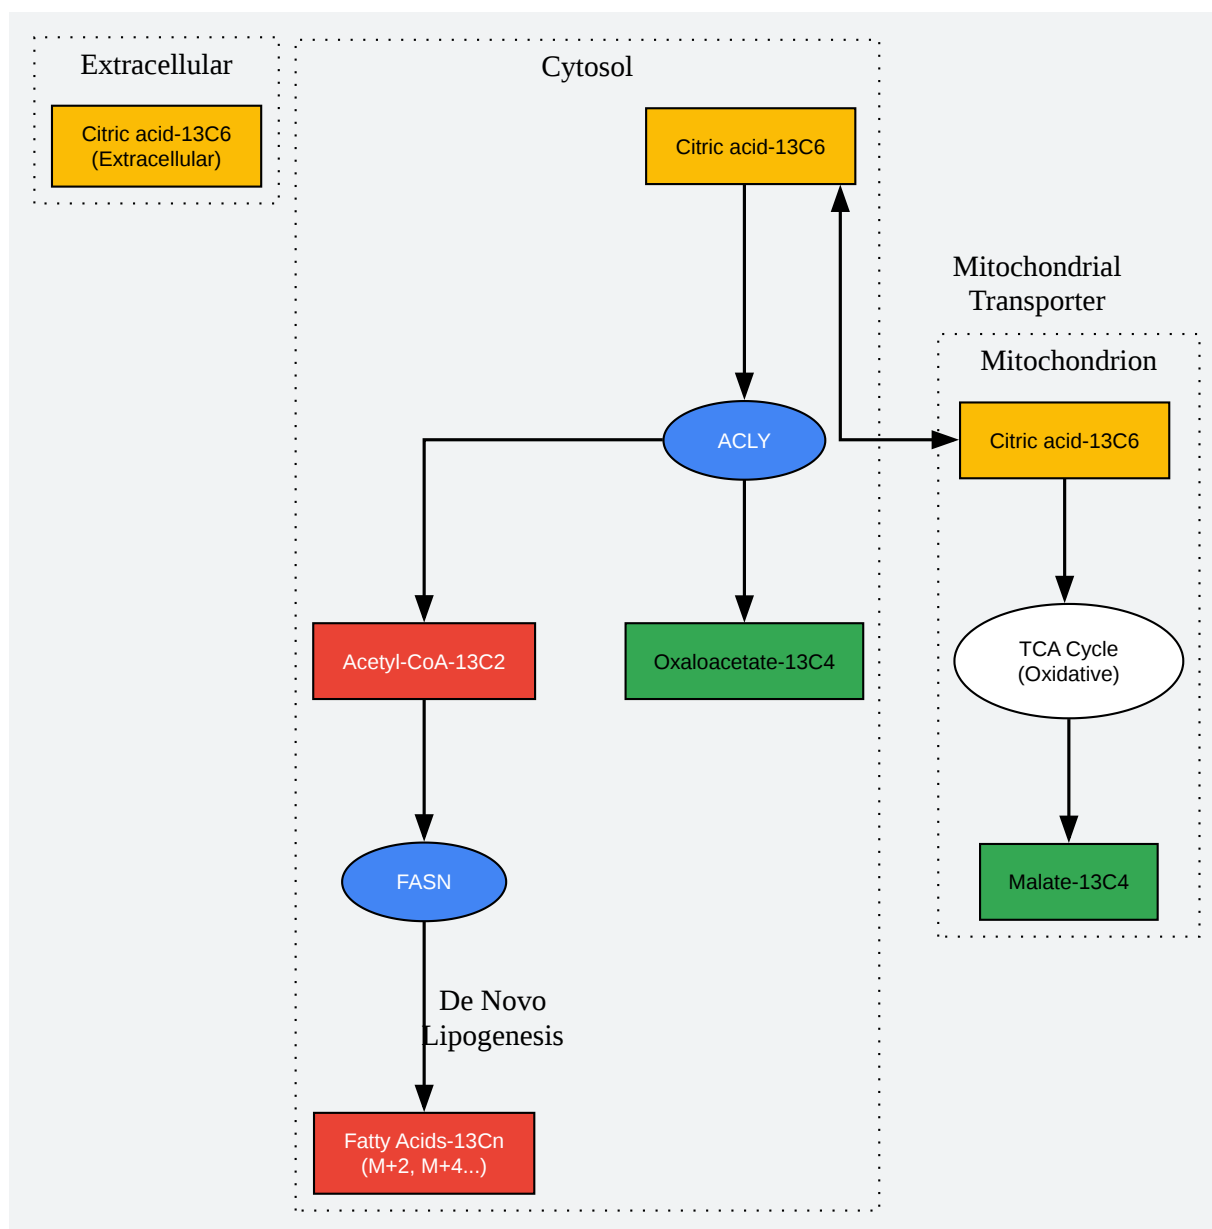 Extracellular
Citric acid-13C6
(Extracellular)
Cytosol
Citric acid-13C6
Mitochondrial
Transporter
Mitochondrion
Citric acid-13C6
ACLY
Acetyl-CoA-13C2
Oxaloacetate-13C4
TCA Cycle
(Oxidative)
FASN
Malate-13C4
De Novo
Lipogenesis
Fatty Acids-13Cn
(M+2, M+4...)